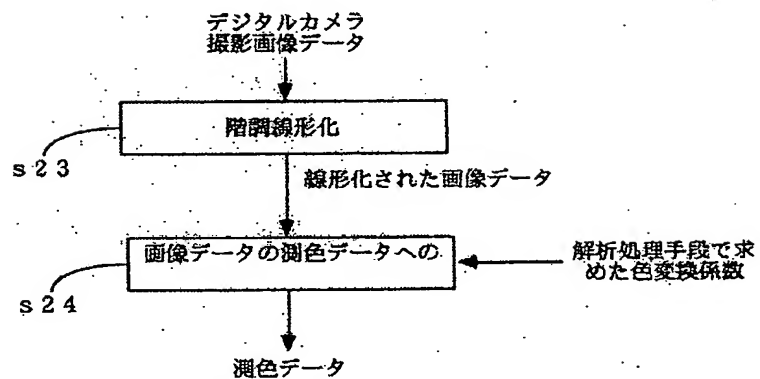 デジタルカメラ
撮影画像データ
階調線形化
s23
線形化された画像データ
画像データの測色データへの
解析処理手段で求
めた色変換係数
s24
測色データ